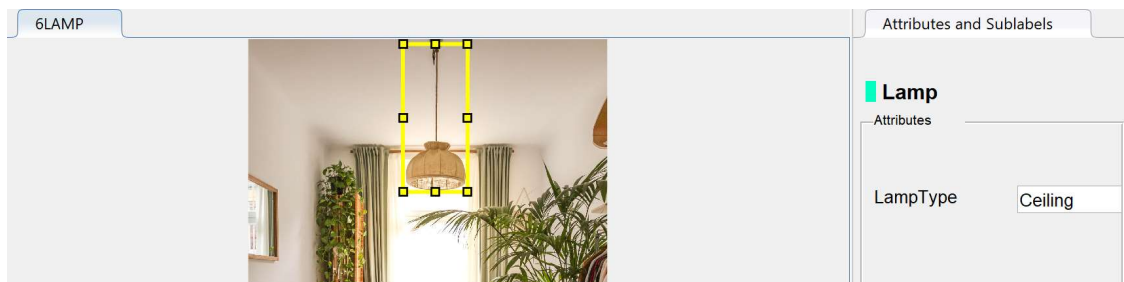 6LAMP
Attributes and Sublabels
Lamp
Attributes
LampType
Ceiling